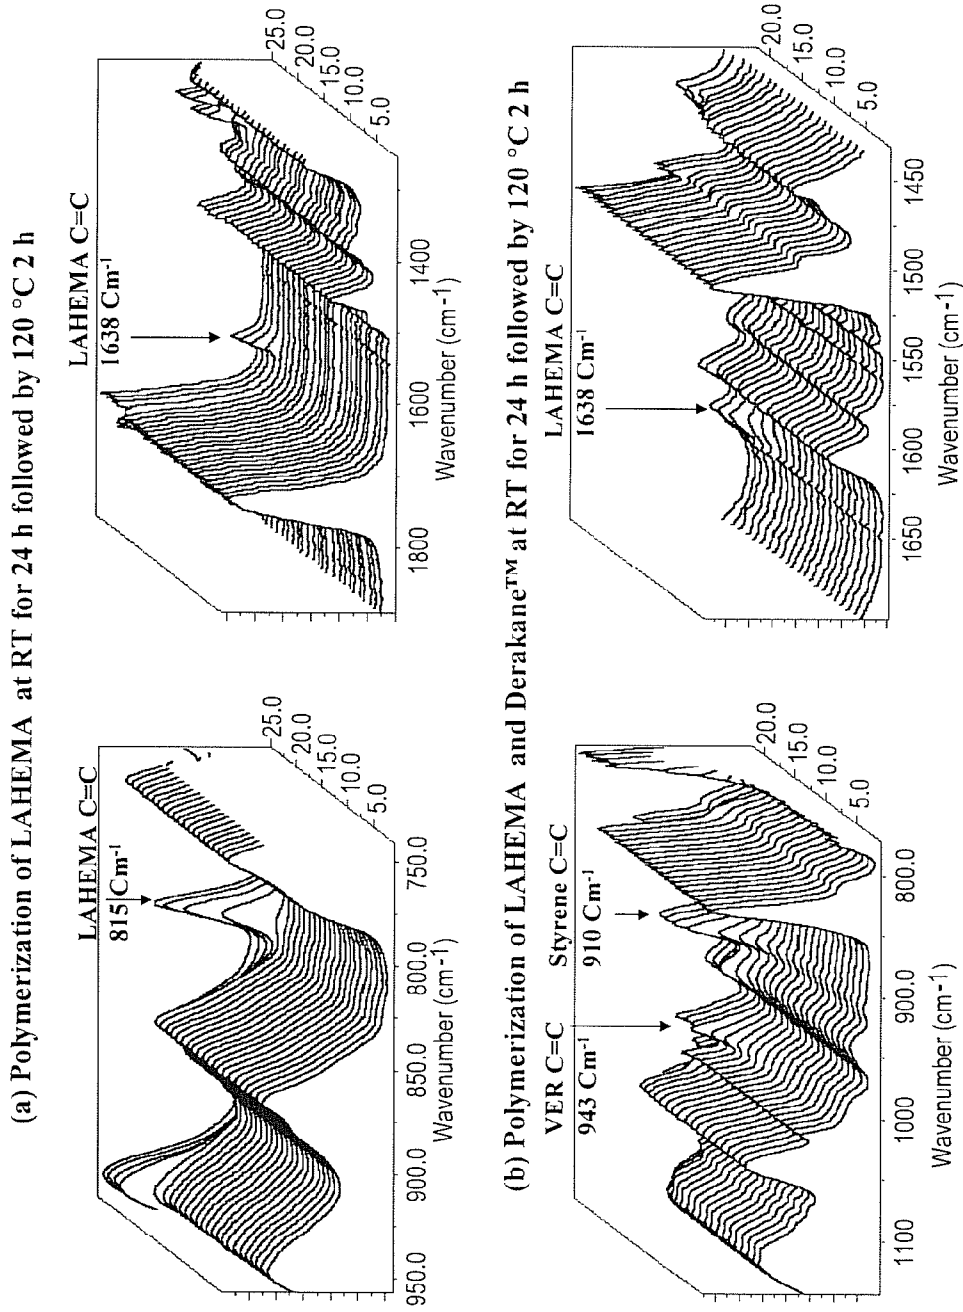 (a) Polymerization of LAHEMA at RT for 24 h followed by 120 °C 2 h
LAHEMA C=C
815 Cm-1
950.0 900.0 850.0 800.0 750.0
Wavenumber (cm-1)
5.0 10.0 15.0 20.0 25.0
LAHEMA C=C
1638 Cm-1
1800 1600 1400
Wavenumber (cm-1)
5.0 10.0 15.0 20.0 25.0
(b) Polymerization of LAHEMA and Derakane™ at RT for 24 h followed by 120 °C 2 h
VER C=C
943 Cm-1
Styrene C=C
910 Cm-1
1100 1000 900.0 800.0
Wavenumber (cm-1)
5.0 10.0 15.0 20.0
LAHEMA C=C
1638 Cm-1
1650 1600 1550 1500 1450
Wavenumber (cm-1)
5.0 10.0 15.0 20.0